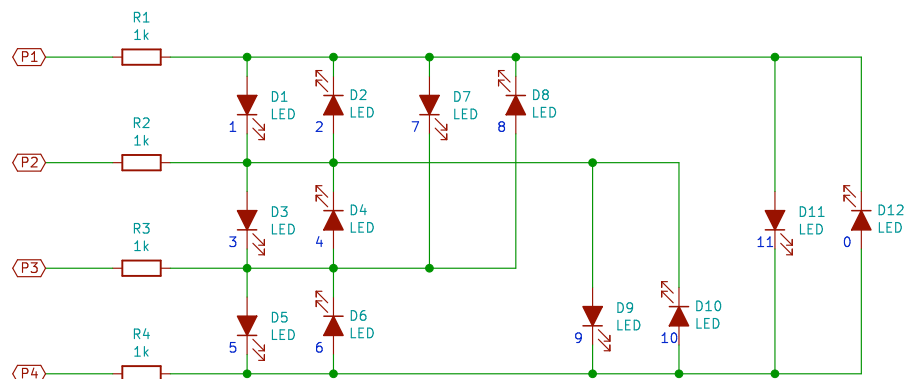 R1
1k
P1
D1
LED
1
D2
LED
2
D7
LED
7
D8
LED
8
R2
1k
P2
D3
LED
3
D4
LED
4
D11
LED
11
D12
LED
0
R3
1k
P3
D5
LED
5
D6
LED
6
D9
LED
9
D10
LED
10
R4
1k
P4